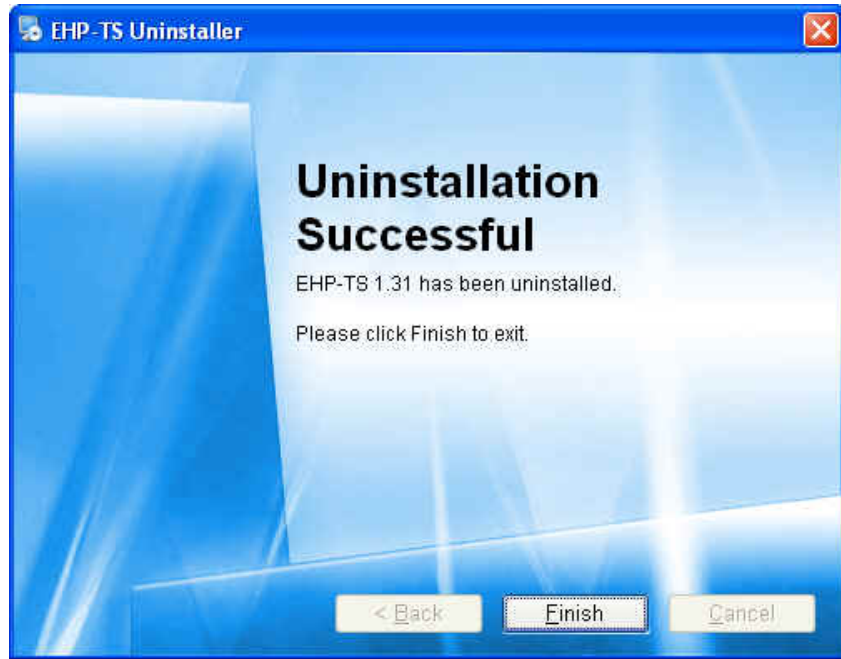 EHP-TS Uninstaller
Uninstallation
Successful
EHP-TS 1.31 has been uninstalled.
Please click Finish to exit.
< Back
Finish
Cancel